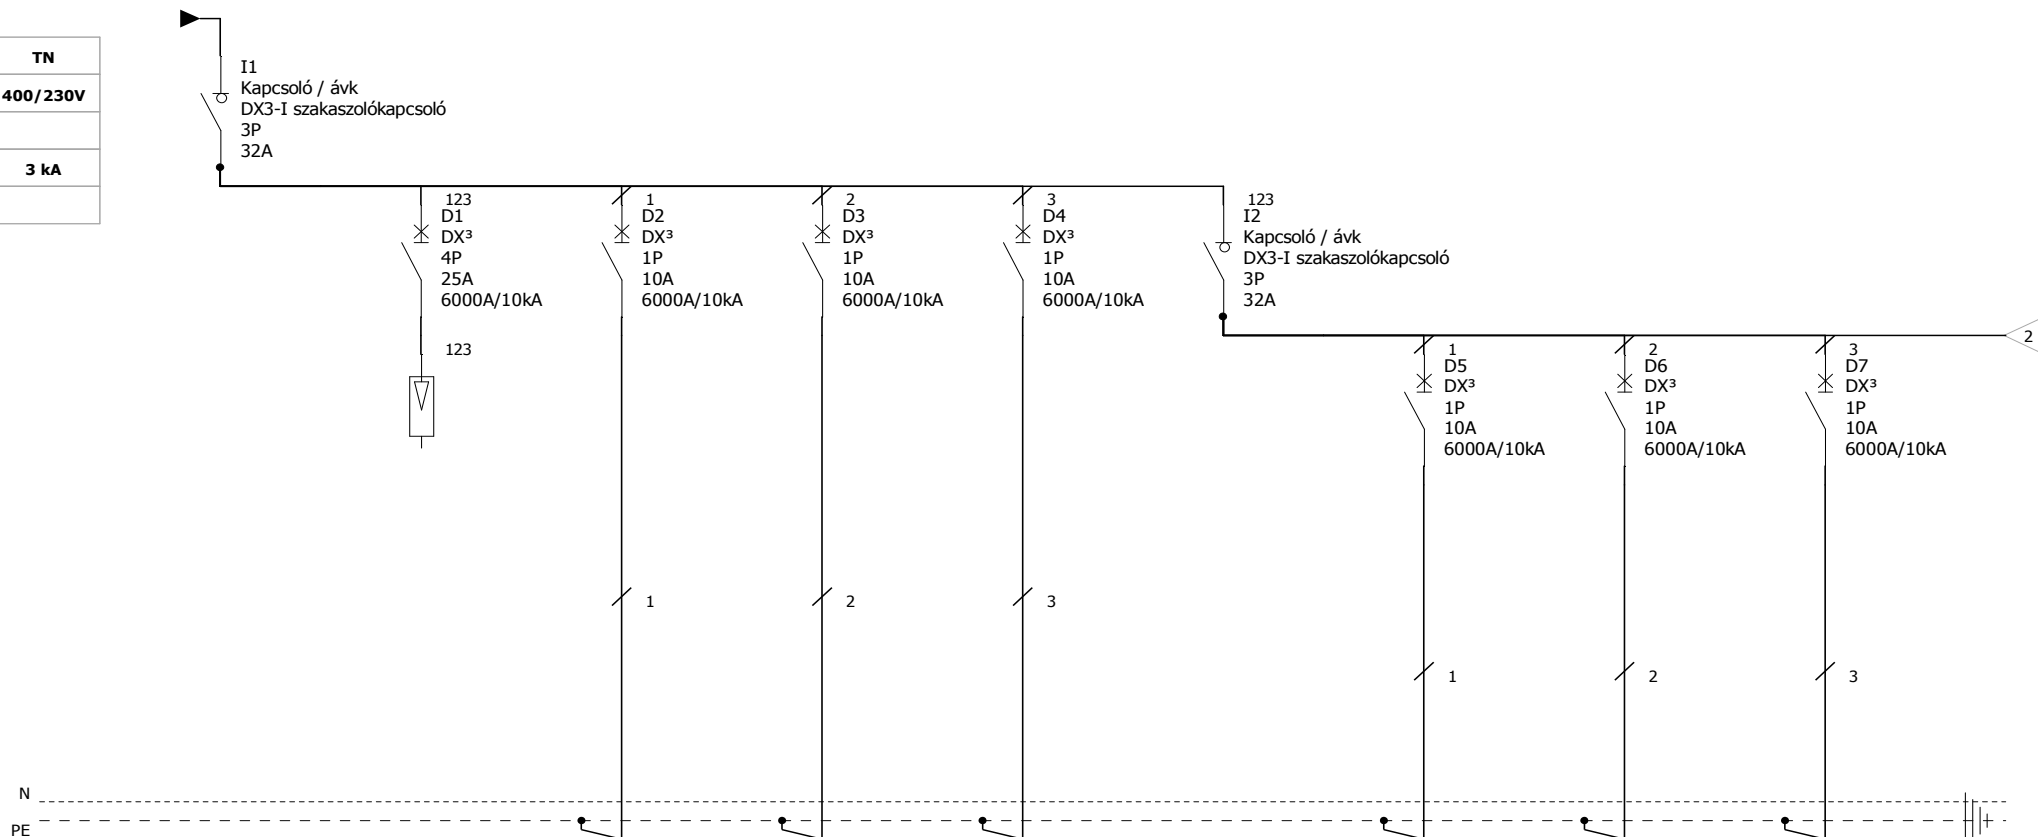 TN
400/230V
3 kA
I1
Kapcsoló / ávk
DX3-I szakaszolókapcsoló
3P
32A
123
D1
DX³
4P
25A
6000A/10kA
123
1
D2
DX³
1P
10A
6000A/10kA
1
2
D3
DX³
1P
10A
6000A/10kA
2
3
D4
DX³
1P
10A
6000A/10kA
3
123
I2
Kapcsoló / ávk
DX3-I szakaszolókapcsoló
3P
32A
1
D5
DX³
1P
10A
6000A/10kA
1
2
D6
DX³
1P
10A
6000A/10kA
2
3
D7
DX³
1P
10A
6000A/10kA
3
2
N
PE